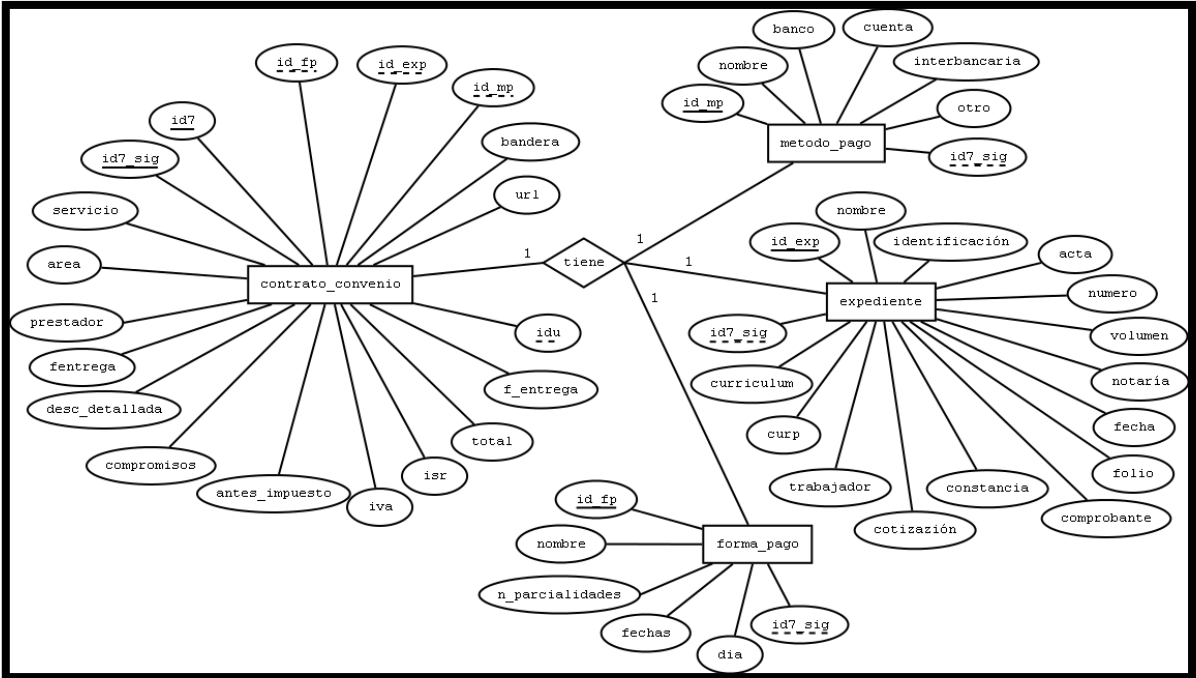 id_fp
id_exp
id_mp
id7
id7_sig
bandera
url
servicio
area
contrato_convenio
prestador
fentrega
desc_detallada
compromisos
antes_impuesto
iva
isr
total
f_entrega
idu
1
tiene
1
1
1
banco
cuenta
nombre
interbancaria
id_mp
otro
metodo_pago
id7_sig
nombre
id_exp
identificación
acta
numero
expediente
volumen
id7_sig
notaría
curriculum
fecha
curp
folio
trabajador
constancia
cotizazión
comprobante
id_fp
nombre
forma_pago
n_parcialidades
fechas
dia
id7_sig